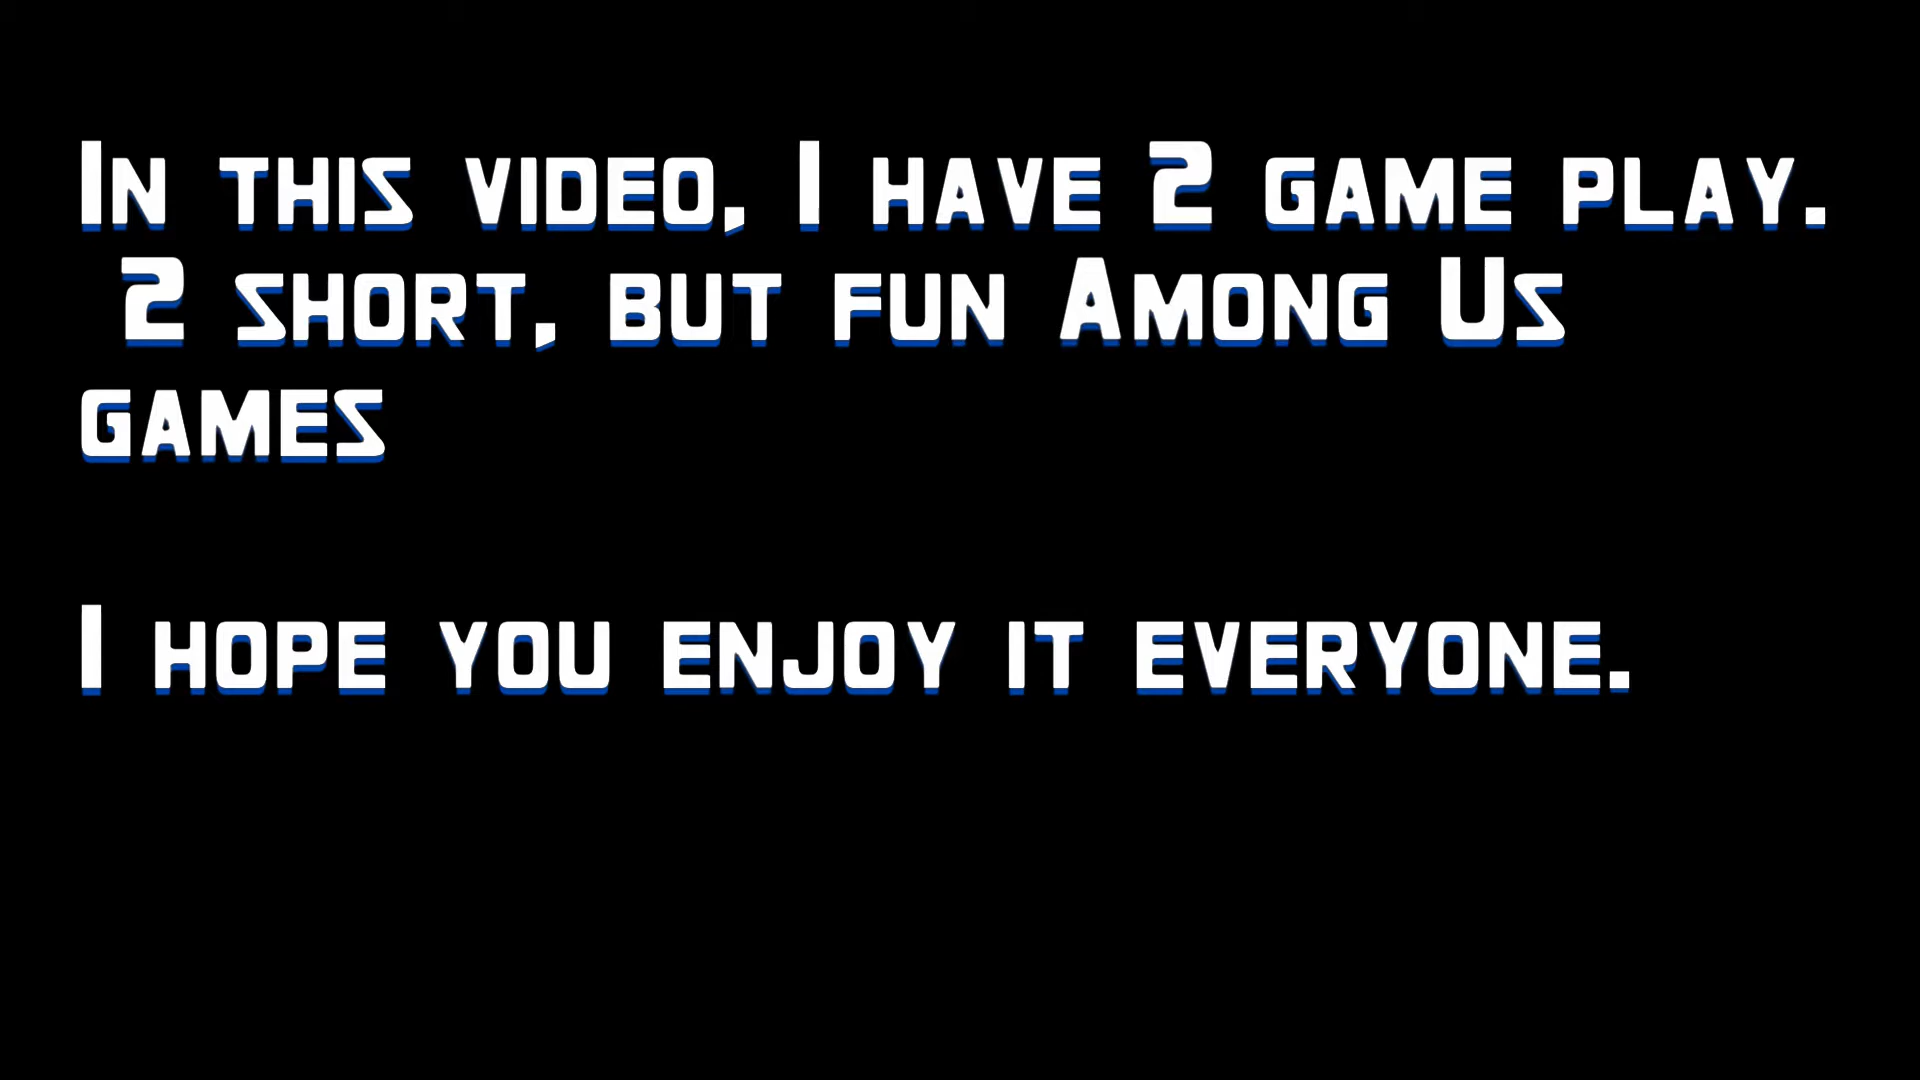 In this video, I have 2 game play.
2 short, but fun Among Us
games
I hope you enjoy it everyone.